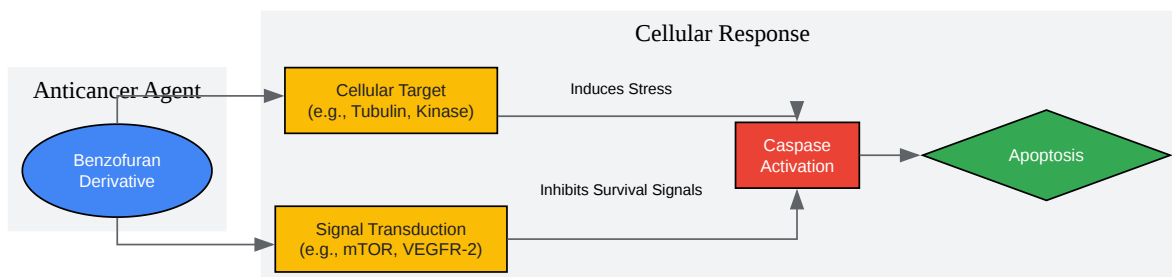 Cellular Response
Anticancer Agent
Cellular Target
(e.g., Tubulin, Kinase)
Induces Stress
Benzofuran
Derivative
Caspase
Activation
Apoptosis
Inhibits Survival Signals
Signal Transduction
(e.g., mTOR, VEGFR-2)